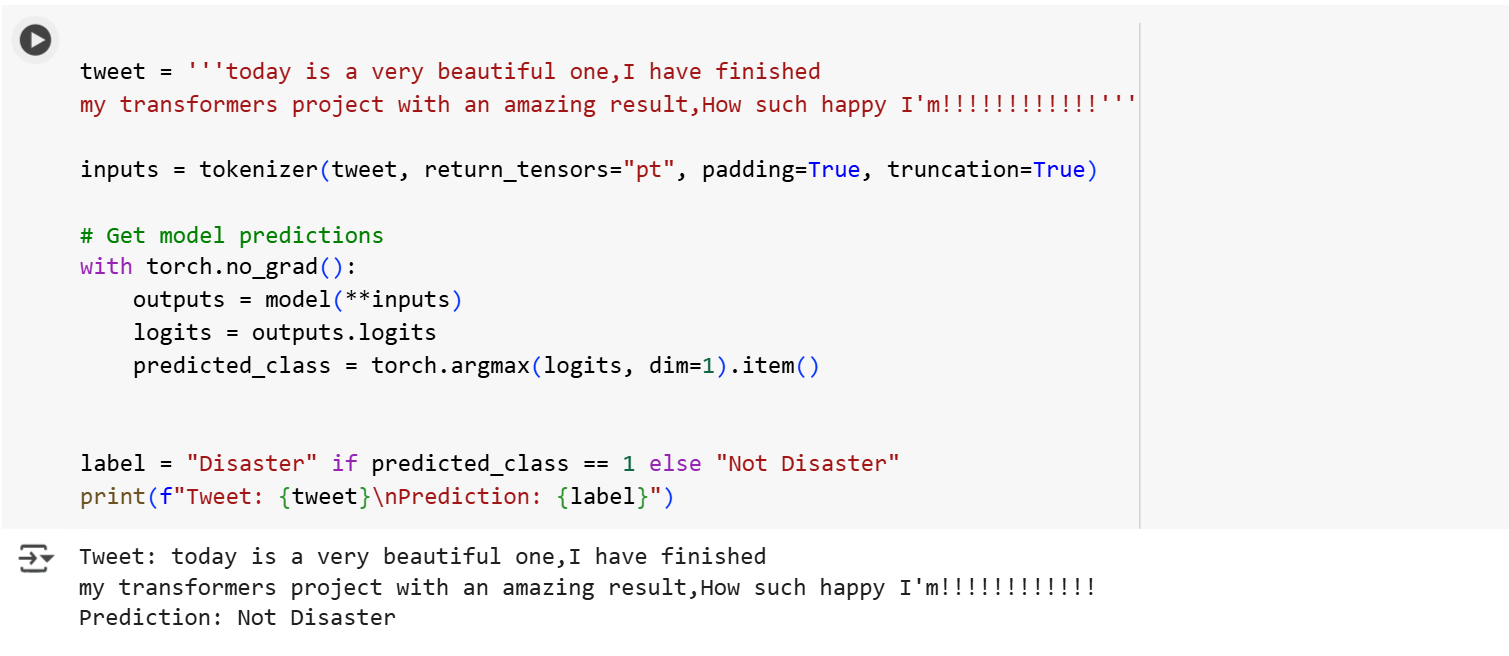 tweet = '''today is a very beautiful one,I have finished
my transformers project with an amazing result,How such happy I'm!!!!!!!!!!!!'''
inputs = tokenizer(tweet, return_tensors="pt", padding=True, truncation=True)
# Get model predictions
with torch.no_grad():
    outputs = model(**inputs)
    logits = outputs.logits
    predicted_class = torch.argmax(logits, dim=1).item()
label = "Disaster" if predicted_class == 1 else "Not Disaster"
print(f"Tweet: {tweet}\nPrediction: {label}")
Tweet: today is a very beautiful one,I have finished
my transformers project with an amazing result,How such happy I'm!!!!!!!!!!!!
Prediction: Not Disaster